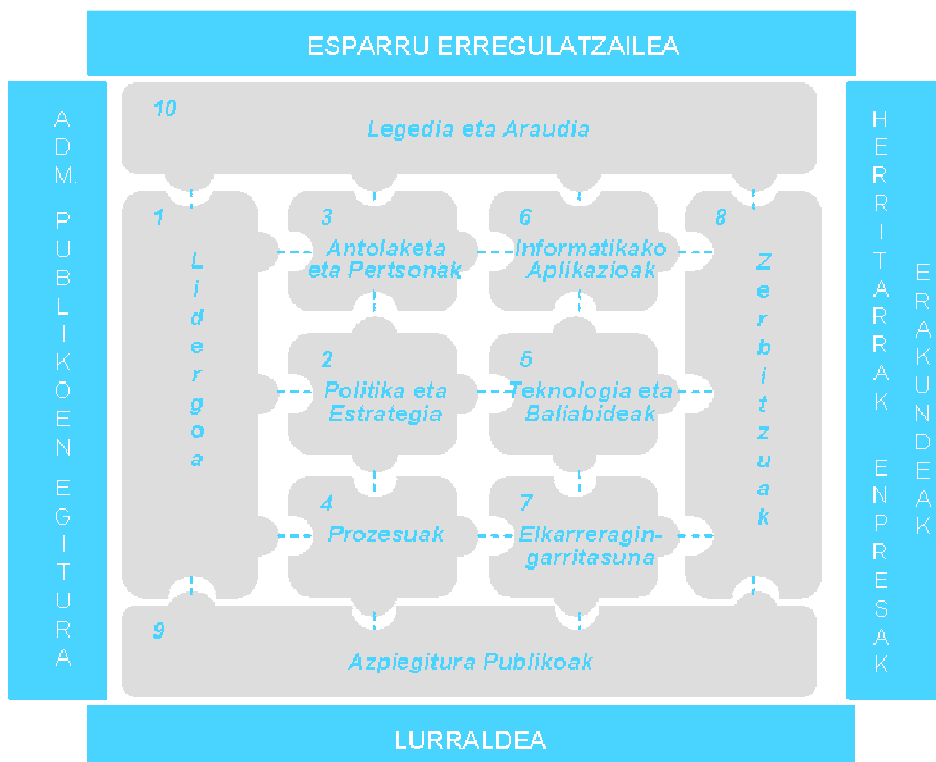 ESPARRU ERREGULATZAILEA
ADM. PUBLIKOEN EGITURA
10
Legedia eta Araudia
1
Lidergoa
3
Antolaketa
eta Pertsonak
6
Informatikako
Aplikazioak
8
Zerbitzuak
2
Politika eta
Estrategia
5
Teknologia eta
Baliabideak
4
Prozesuak
7
Elkarreragin-
garritasuna
9
Azpiegitura Publikoak
HERRITARRAK ENPRESAK
ERAKUNDEAK
LURRALDEA